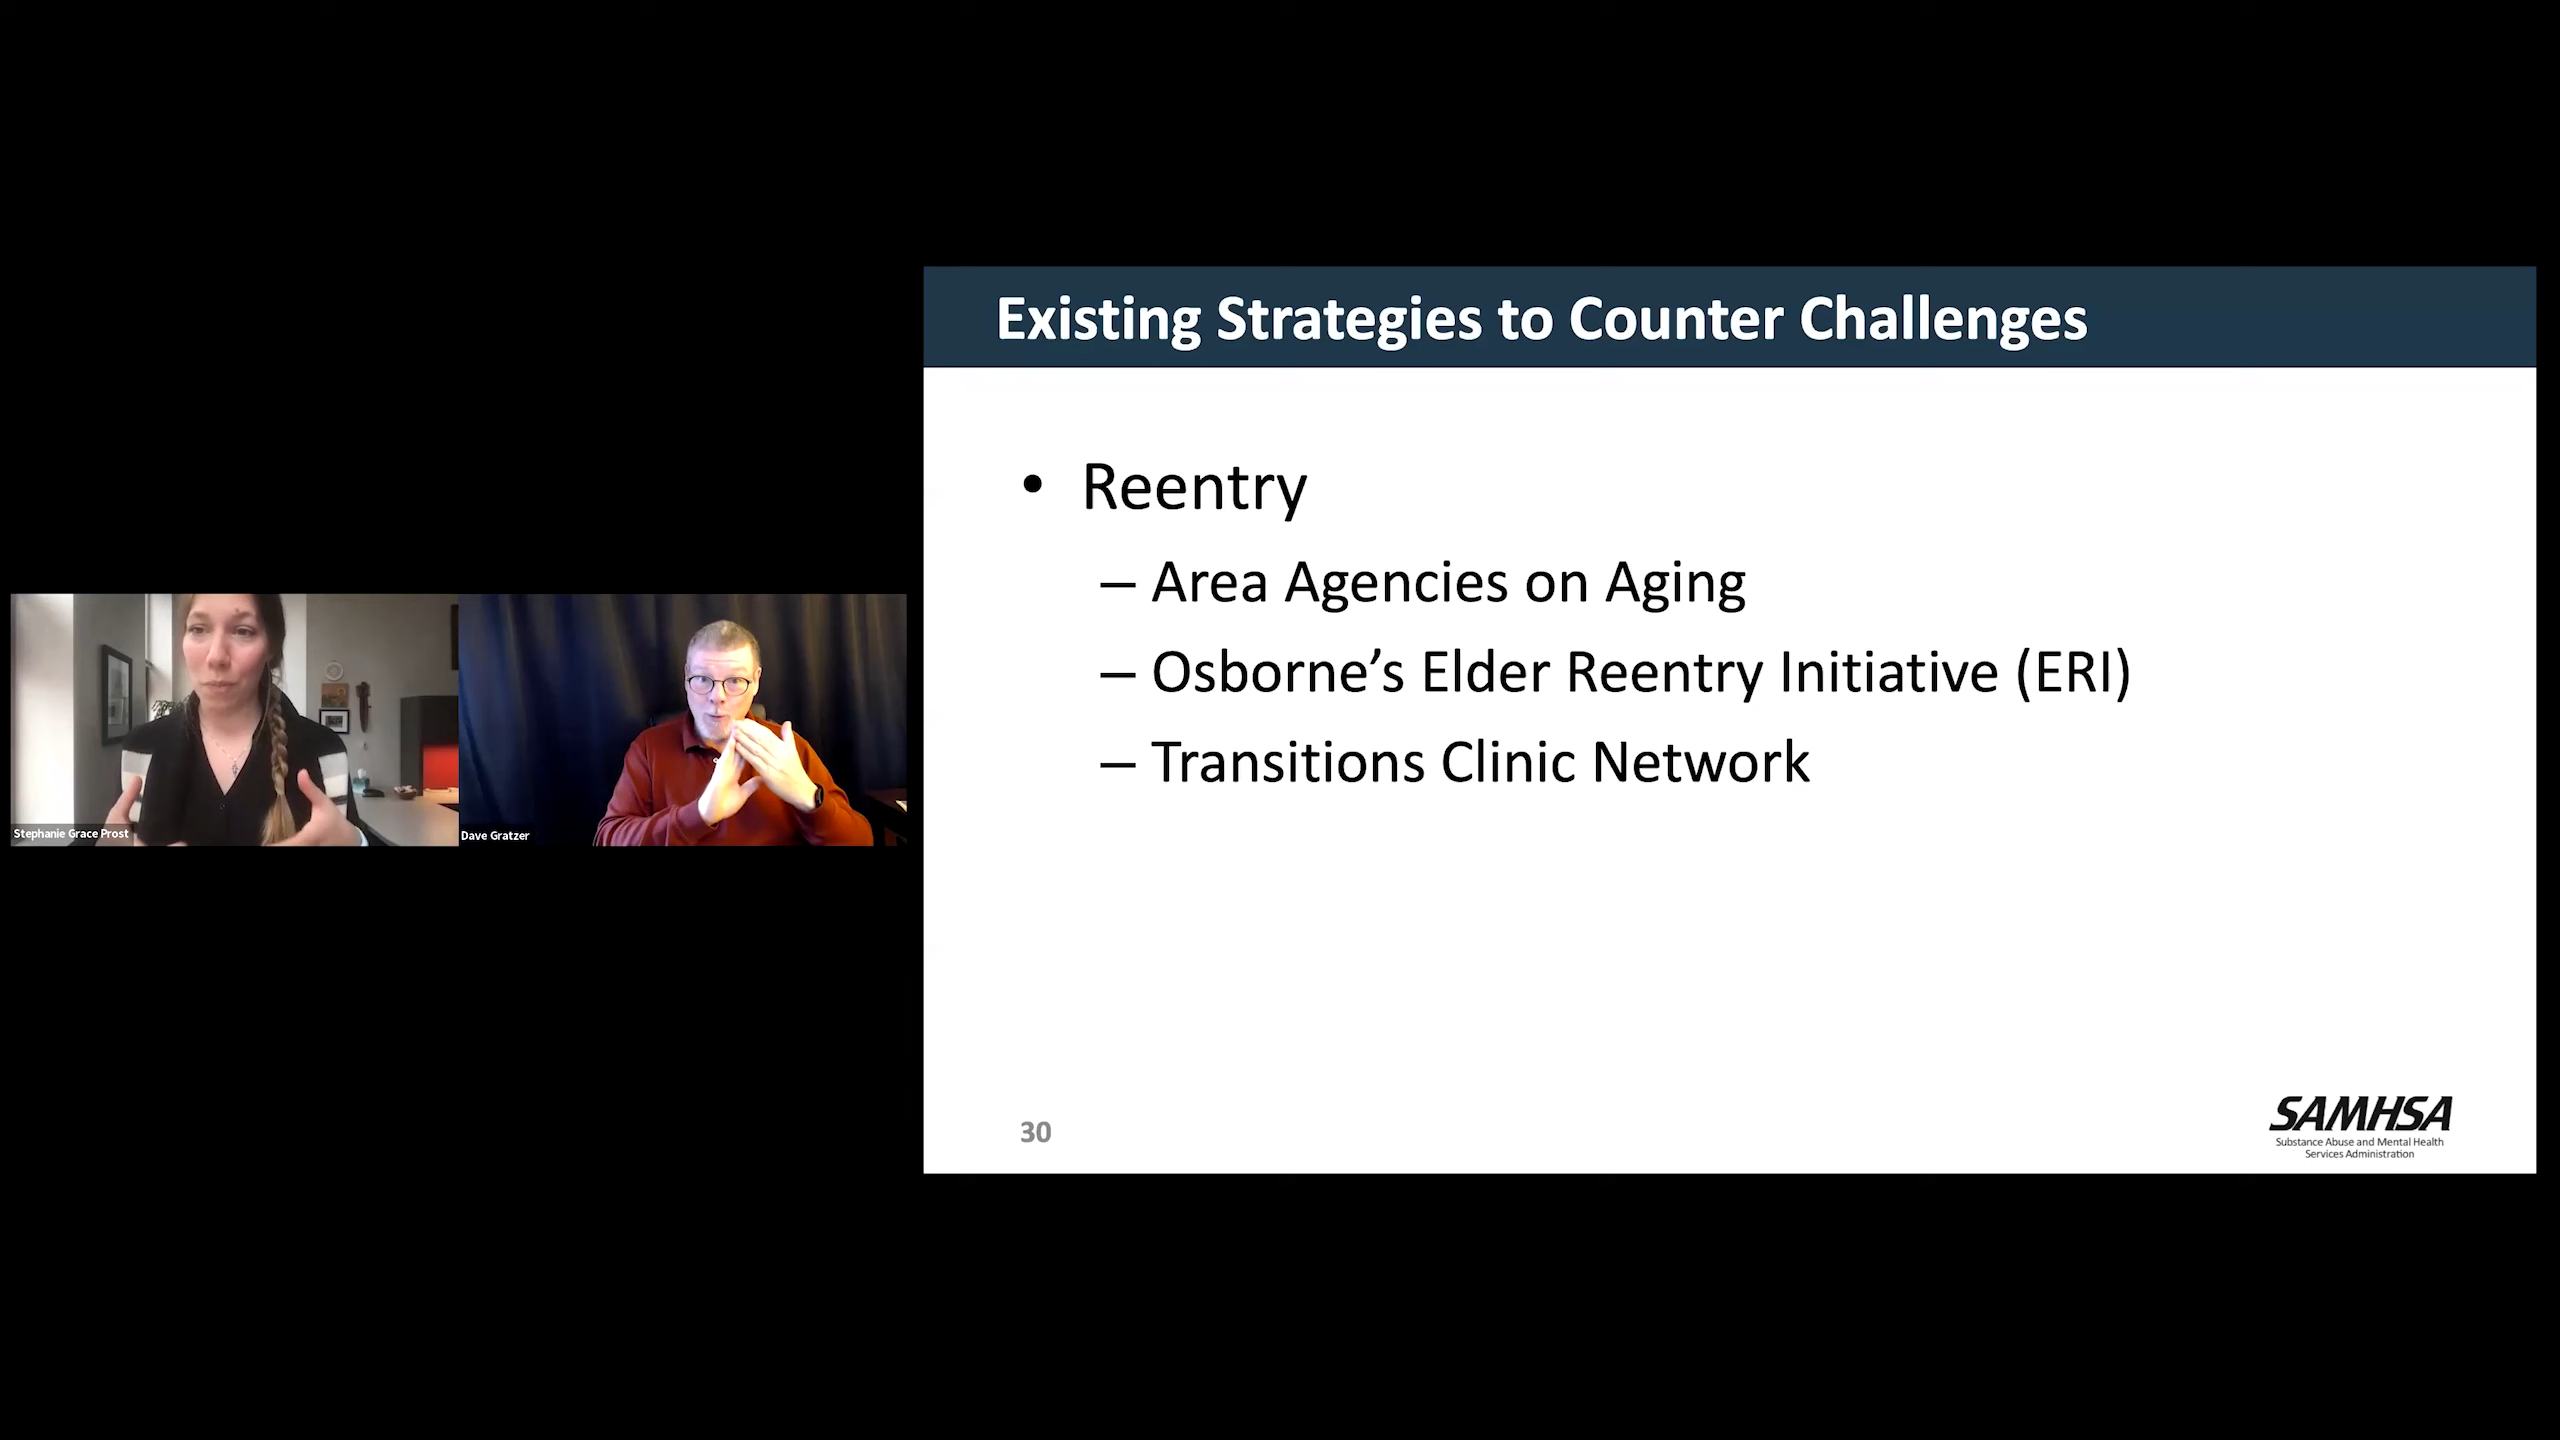 Existing Strategies to Counter Challenges
• Reentry
– Area Agencies on Aging
– Osborne’s Elder Reentry Initiative (ERI)
– Transitions Clinic Network
Stephanie Grace Prost
Dave Gratzer
30
SAMHSA
Substance Abuse and Mental Health
Services Administration